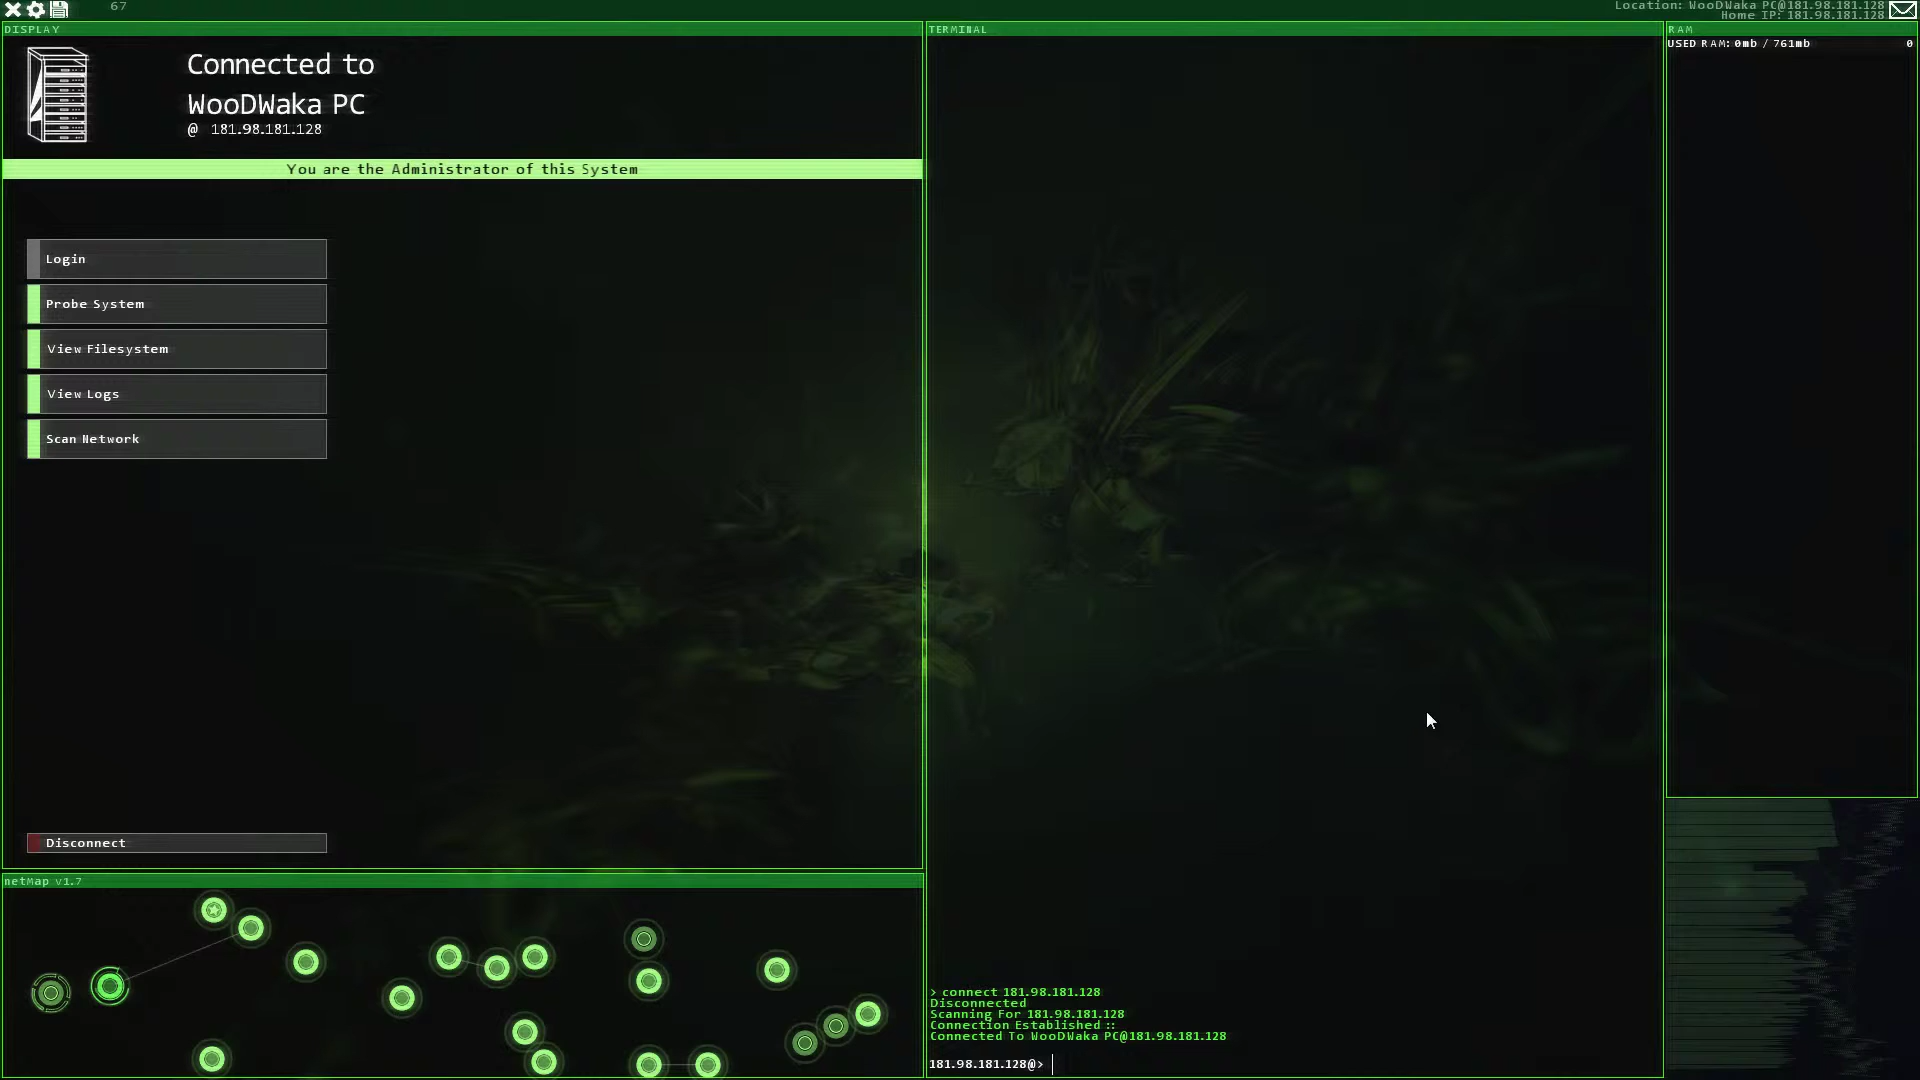 67
Location: WooDWaka PC@181.98.181.128
Home IP: 181.98.181.128
DISPLAY
Connected to
WooDWaka PC
@ 181.98.181.128
You are the Administrator of this System
Login
Probe System
View Filesystem
View Logs
Scan Network
Disconnect
netMap v1.7
TERMINAL
> connect 181.98.181.128
Disconnected
Scanning For 181.98.181.128
Connection Established ::
Connected To WooDWaka PC@181.98.181.128
181.98.181.128@>
RAM
USED RAM: 0mb / 761mb 0